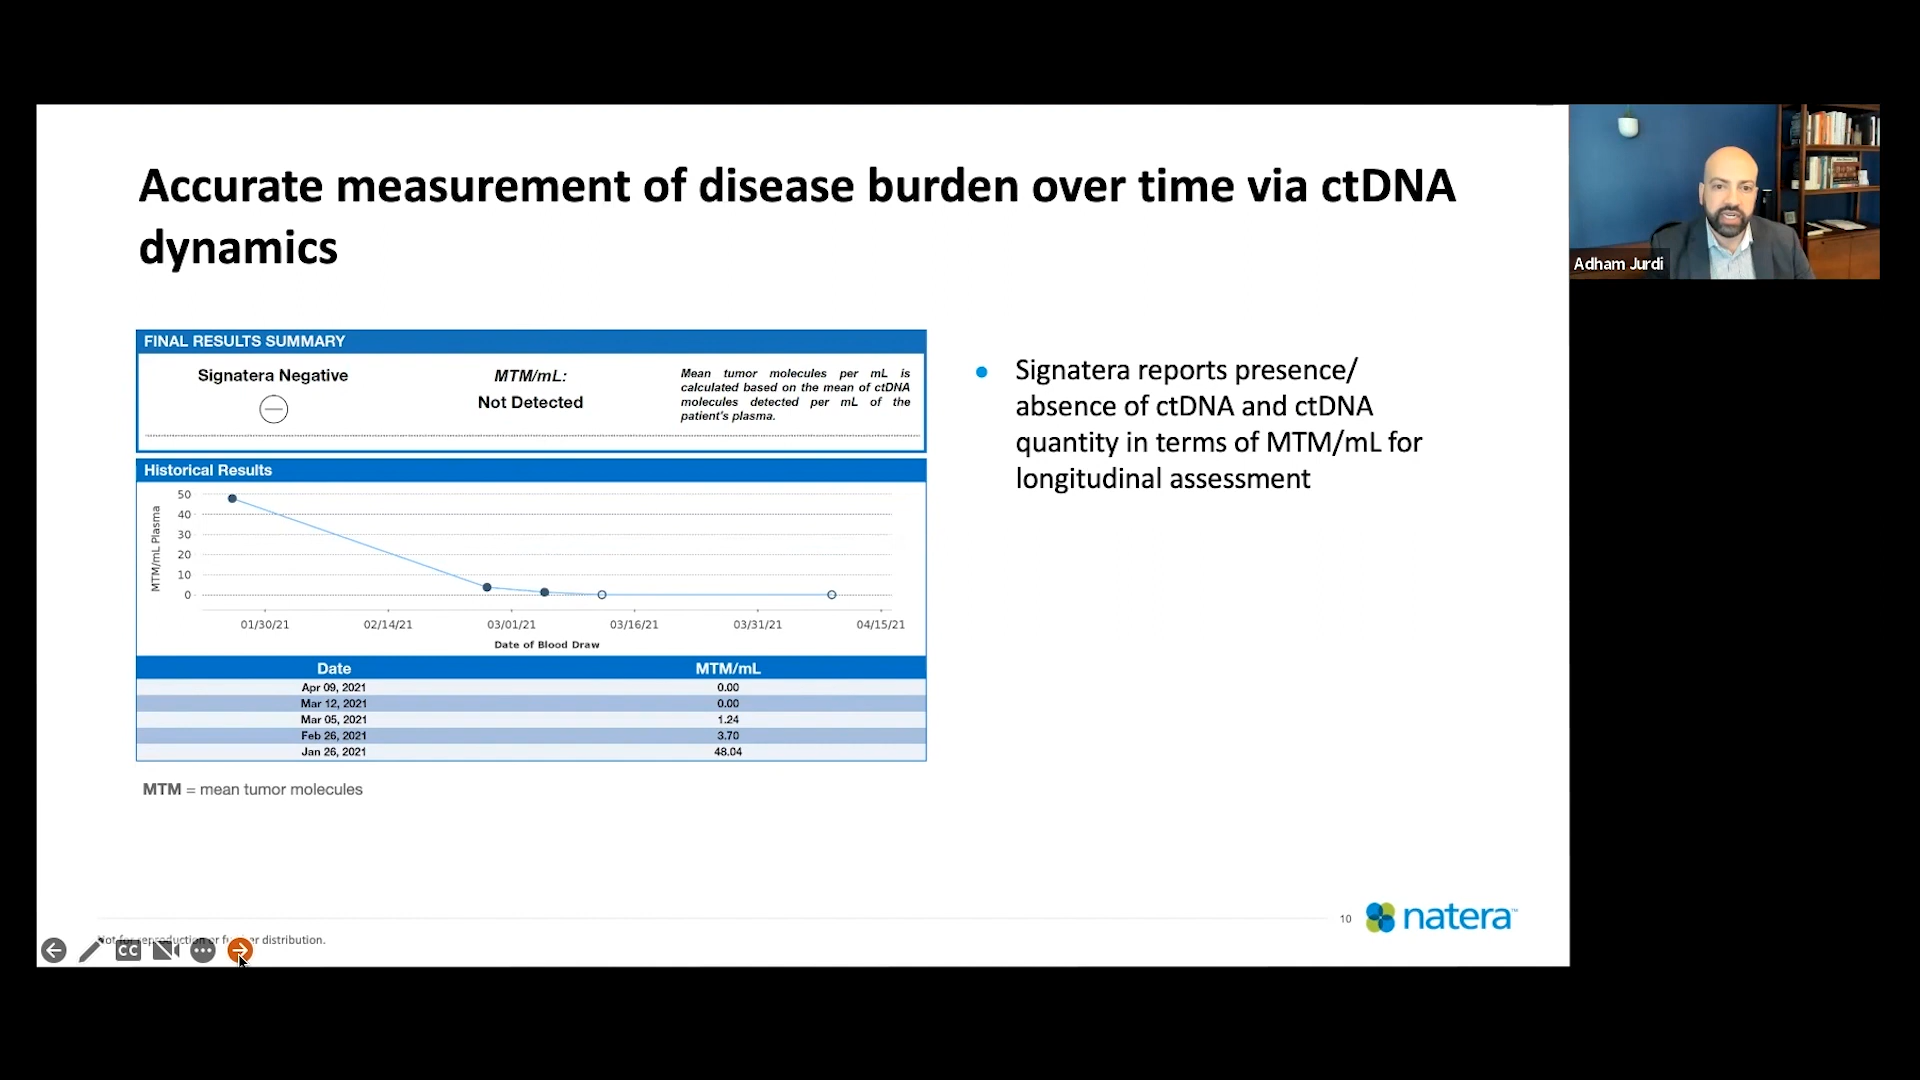 Accurate measurement of disease burden over time via ctDNA
dynamics
Adham Jurdi
FINAL RESULTS SUMMARY
Signatera Negative
MTM/mL:
Not Detected
Mean tumor molecules per mL is
calculated based on the mean of ctDNA
molecules detected per mL of the
patient's plasma.
Historical Results
MTM/mL Plasma
50
40
30
20
10
0
01/30/21 02/14/21 03/01/21 03/16/21 03/31/21 04/15/21
Date of Blood Draw
Date MTM/mL
Apr 09, 2021 0.00
Mar 12, 2021 0.00
Mar 05, 2021 1.24
Feb 26, 2021 3.70
Jan 26, 2021 48.04
MTM = mean tumor molecules
Signatera reports presence/
absence of ctDNA and ctDNA
quantity in terms of MTM/mL for
longitudinal assessment
10
natera™
Not for reproduction or further distribution.
CC